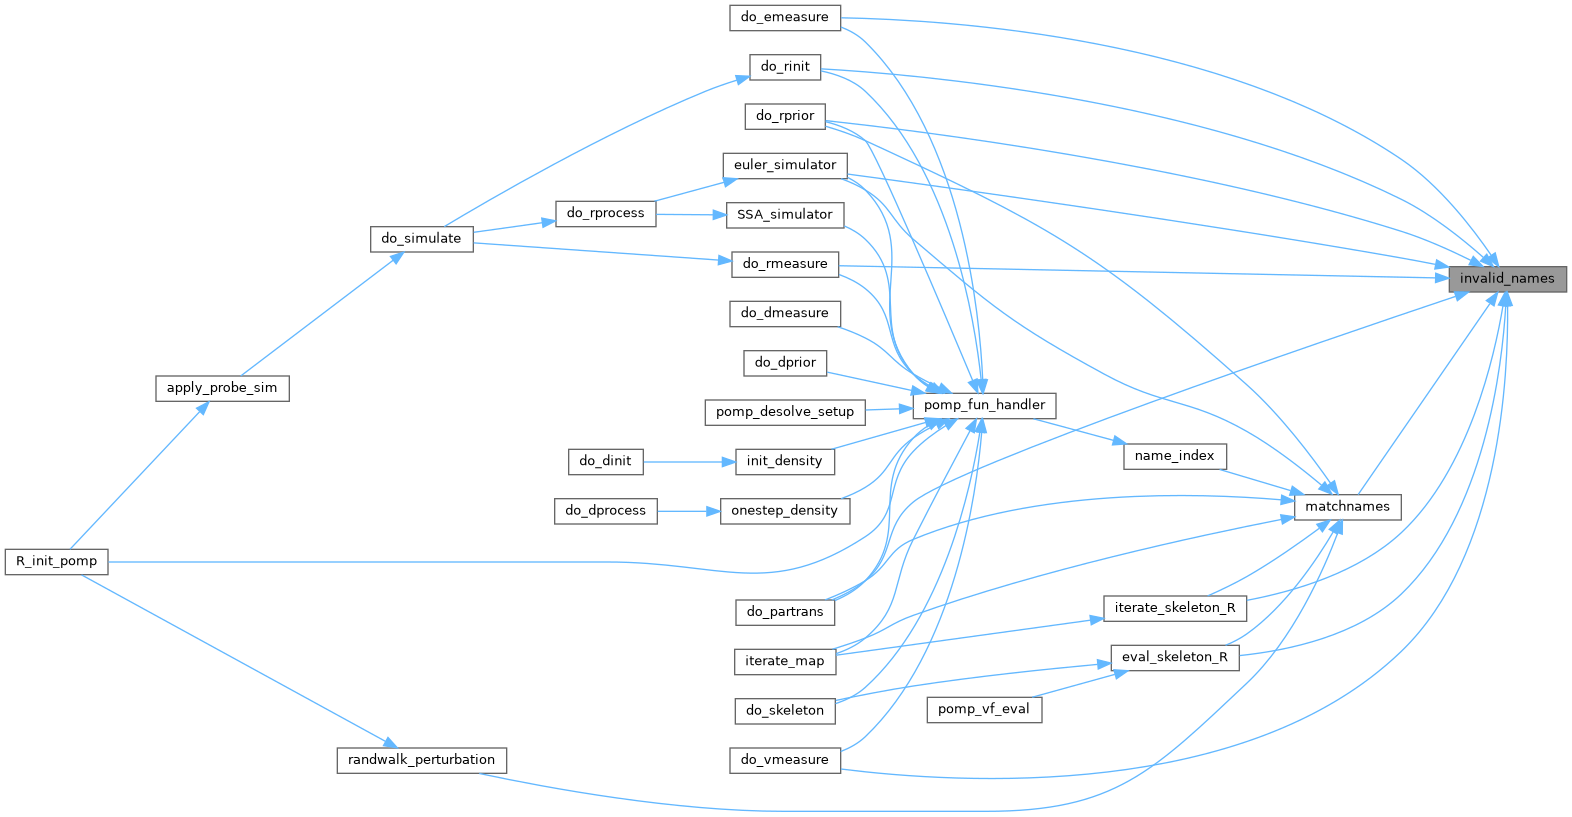 do_emeasure
do_rinit
do_rprior
euler_simulator
do_rprocess
SSA_simulator
do_simulate
do_rmeasure
invalid_names
do_dmeasure
do_dprior
apply_probe_sim
pomp_fun_handler
pomp_desolve_setup
name_index
do_dinit
init_density
matchnames
do_dprocess
onestep_density
R_init_pomp
do_partrans
iterate_skeleton_R
iterate_map
eval_skeleton_R
do_skeleton
pomp_vf_eval
randwalk_perturbation
do_vmeasure